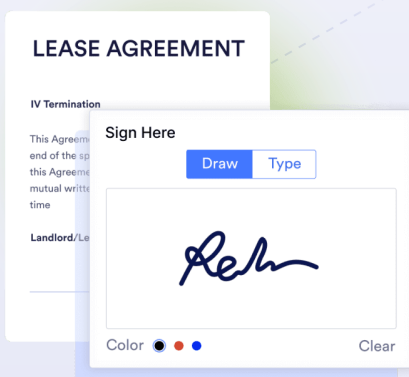 LEASE AGREEMENT
IV Termination
This Agreem
end of the sp
this Agreeme
mutual writte
time
Landlord/Le
Sign Here
Draw Type
Color Clear